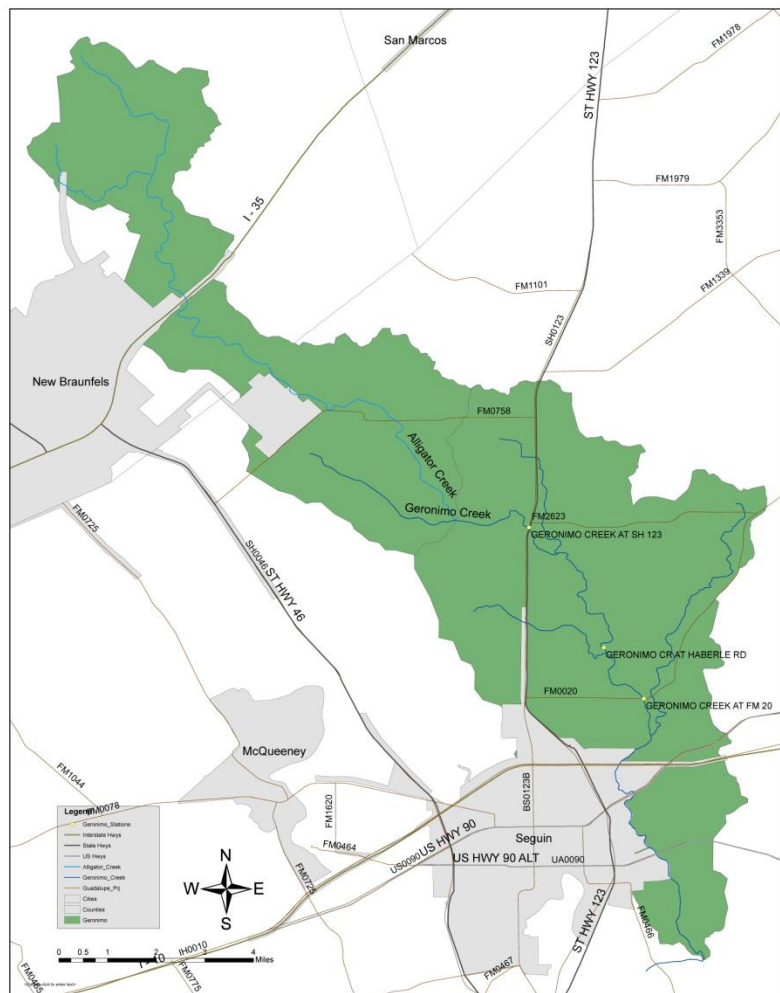 San Marcos
FM1978
ST HWY 123
FM1979
I - 35
FM3353
FM1339
FM1101
SH0123
New Braunfels
FM0758
Alligator Creek
Geronimo Creek
FM2623
GERONIMO CREEK AT SH 123
FM0725
SH0046
ST HWY 46
GERONIMO CR AT HABERLE RD
FM0020
GERONIMO CREEK AT FM 20
McQueeney
FM1044
FM0078
FM1620
BS0123B
FM0464
US0090
US HWY 90
Seguin
US HWY 90 ALT
UA0090
FM0725
ST HWY 123
FM0466
FM0467
I - 10
IH0010
FM0775
FM0465
Legend
Geronimo_Stations
Interstate Hwys
State Hwys
US Hwys
Alligator_Creek
Geronimo_Creek
Guadalupe_Prj
Cities
Counties
Geronimo
N
W
E
S
0 0.5 1 2 3 4
Miles